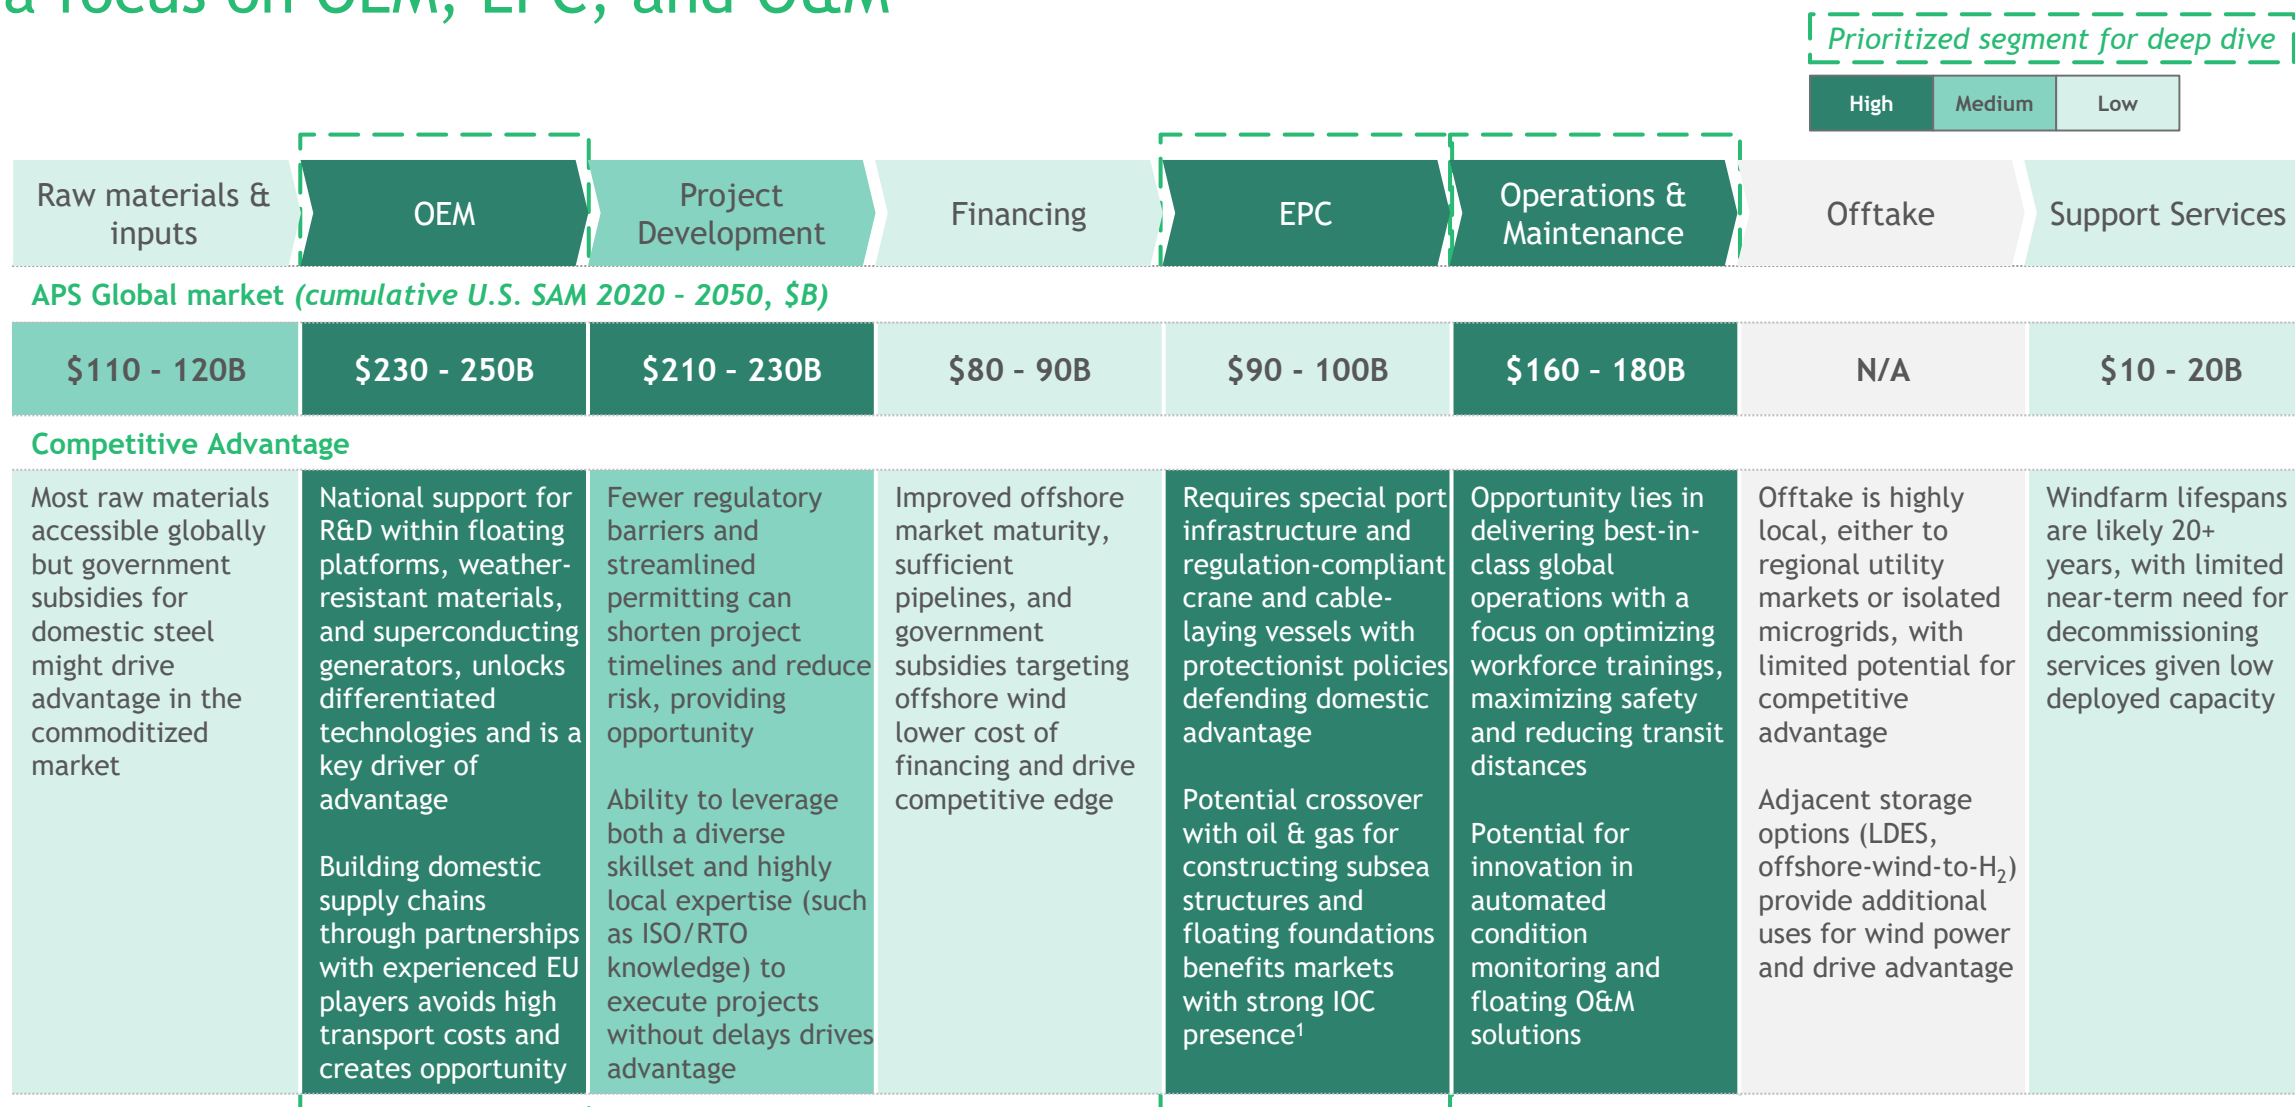 a focus on OEM, EPC, and O&M
Prioritized segment for deep dive
High
Medium
Low
Raw materials &
inputs
OEM
Project
Development
Financing
EPC
Operations &
Maintenance
Offtake
Support Services
APS Global market (cumulative U.S. SAM 2020 – 2050, $B)
$110 - 120B
$230 - 250B
$210 – 230B
$80 – 90B
$90 - 100B
$160 – 180B
N/A
$10 - 20B
Competitive Advantage
Most raw materials
accessible globally
but government
subsidies for
domestic steel
might drive
advantage in the
commoditized
market
National support for
R&D within floating
platforms, weather-
resistant materials,
and superconducting
generators, unlocks
differentiated
technologies and is a
key driver of
advantage
Building domestic
supply chains
through partnerships
with experienced EU
players avoids high
transport costs and
creates opportunity
Fewer regulatory
barriers and
streamlined
permitting can
shorten project
timelines and reduce
risk, providing
opportunity
Ability to leverage
both a diverse
skillset and highly
local expertise (such
as ISO/RTO
knowledge) to
execute projects
without delays drives
advantage
Improved offshore
market maturity,
sufficient
pipelines, and
government
subsidies targeting
offshore wind
lower cost of
financing and drive
competitive edge
Requires special port
infrastructure and
regulation-compliant
crane and cable-
laying vessels with
protectionist policies
defending domestic
advantage
Potential crossover
with oil & gas for
constructing subsea
structures and
floating foundations
benefits markets
with strong IOC
presence¹
Opportunity lies in
delivering best-in-
class global
operations with a
focus on optimizing
workforce trainings,
maximizing safety
and reducing transit
distances
Potential for
innovation in
automated
condition
monitoring and
floating O&M
solutions
Offtake is highly
local, either to
regional utility
markets or isolated
microgrids, with
limited potential for
competitive
advantage
Adjacent storage
options (LDES,
offshore-wind-to-H₂)
provide additional
uses for wind power
and drive advantage
Windfarm lifespans
are likely 20+
years, with limited
near-term need for
decommissioning
services given low
deployed capacity